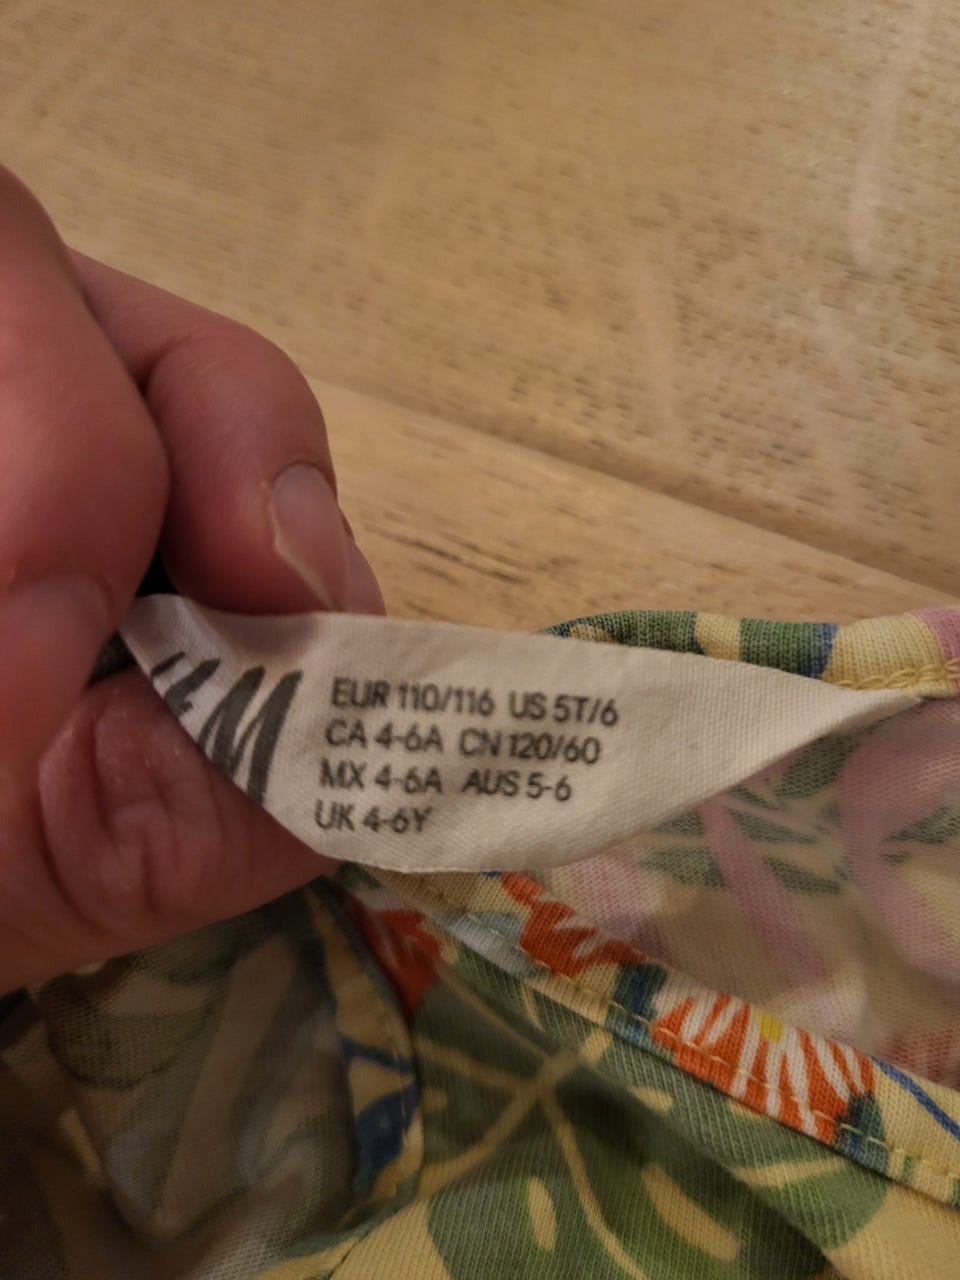 H&M
EUR 110/116 US 5T/6
CA 4-6A CN 120/60
MX 4-6A AUS 5-6
UK 4-6Y